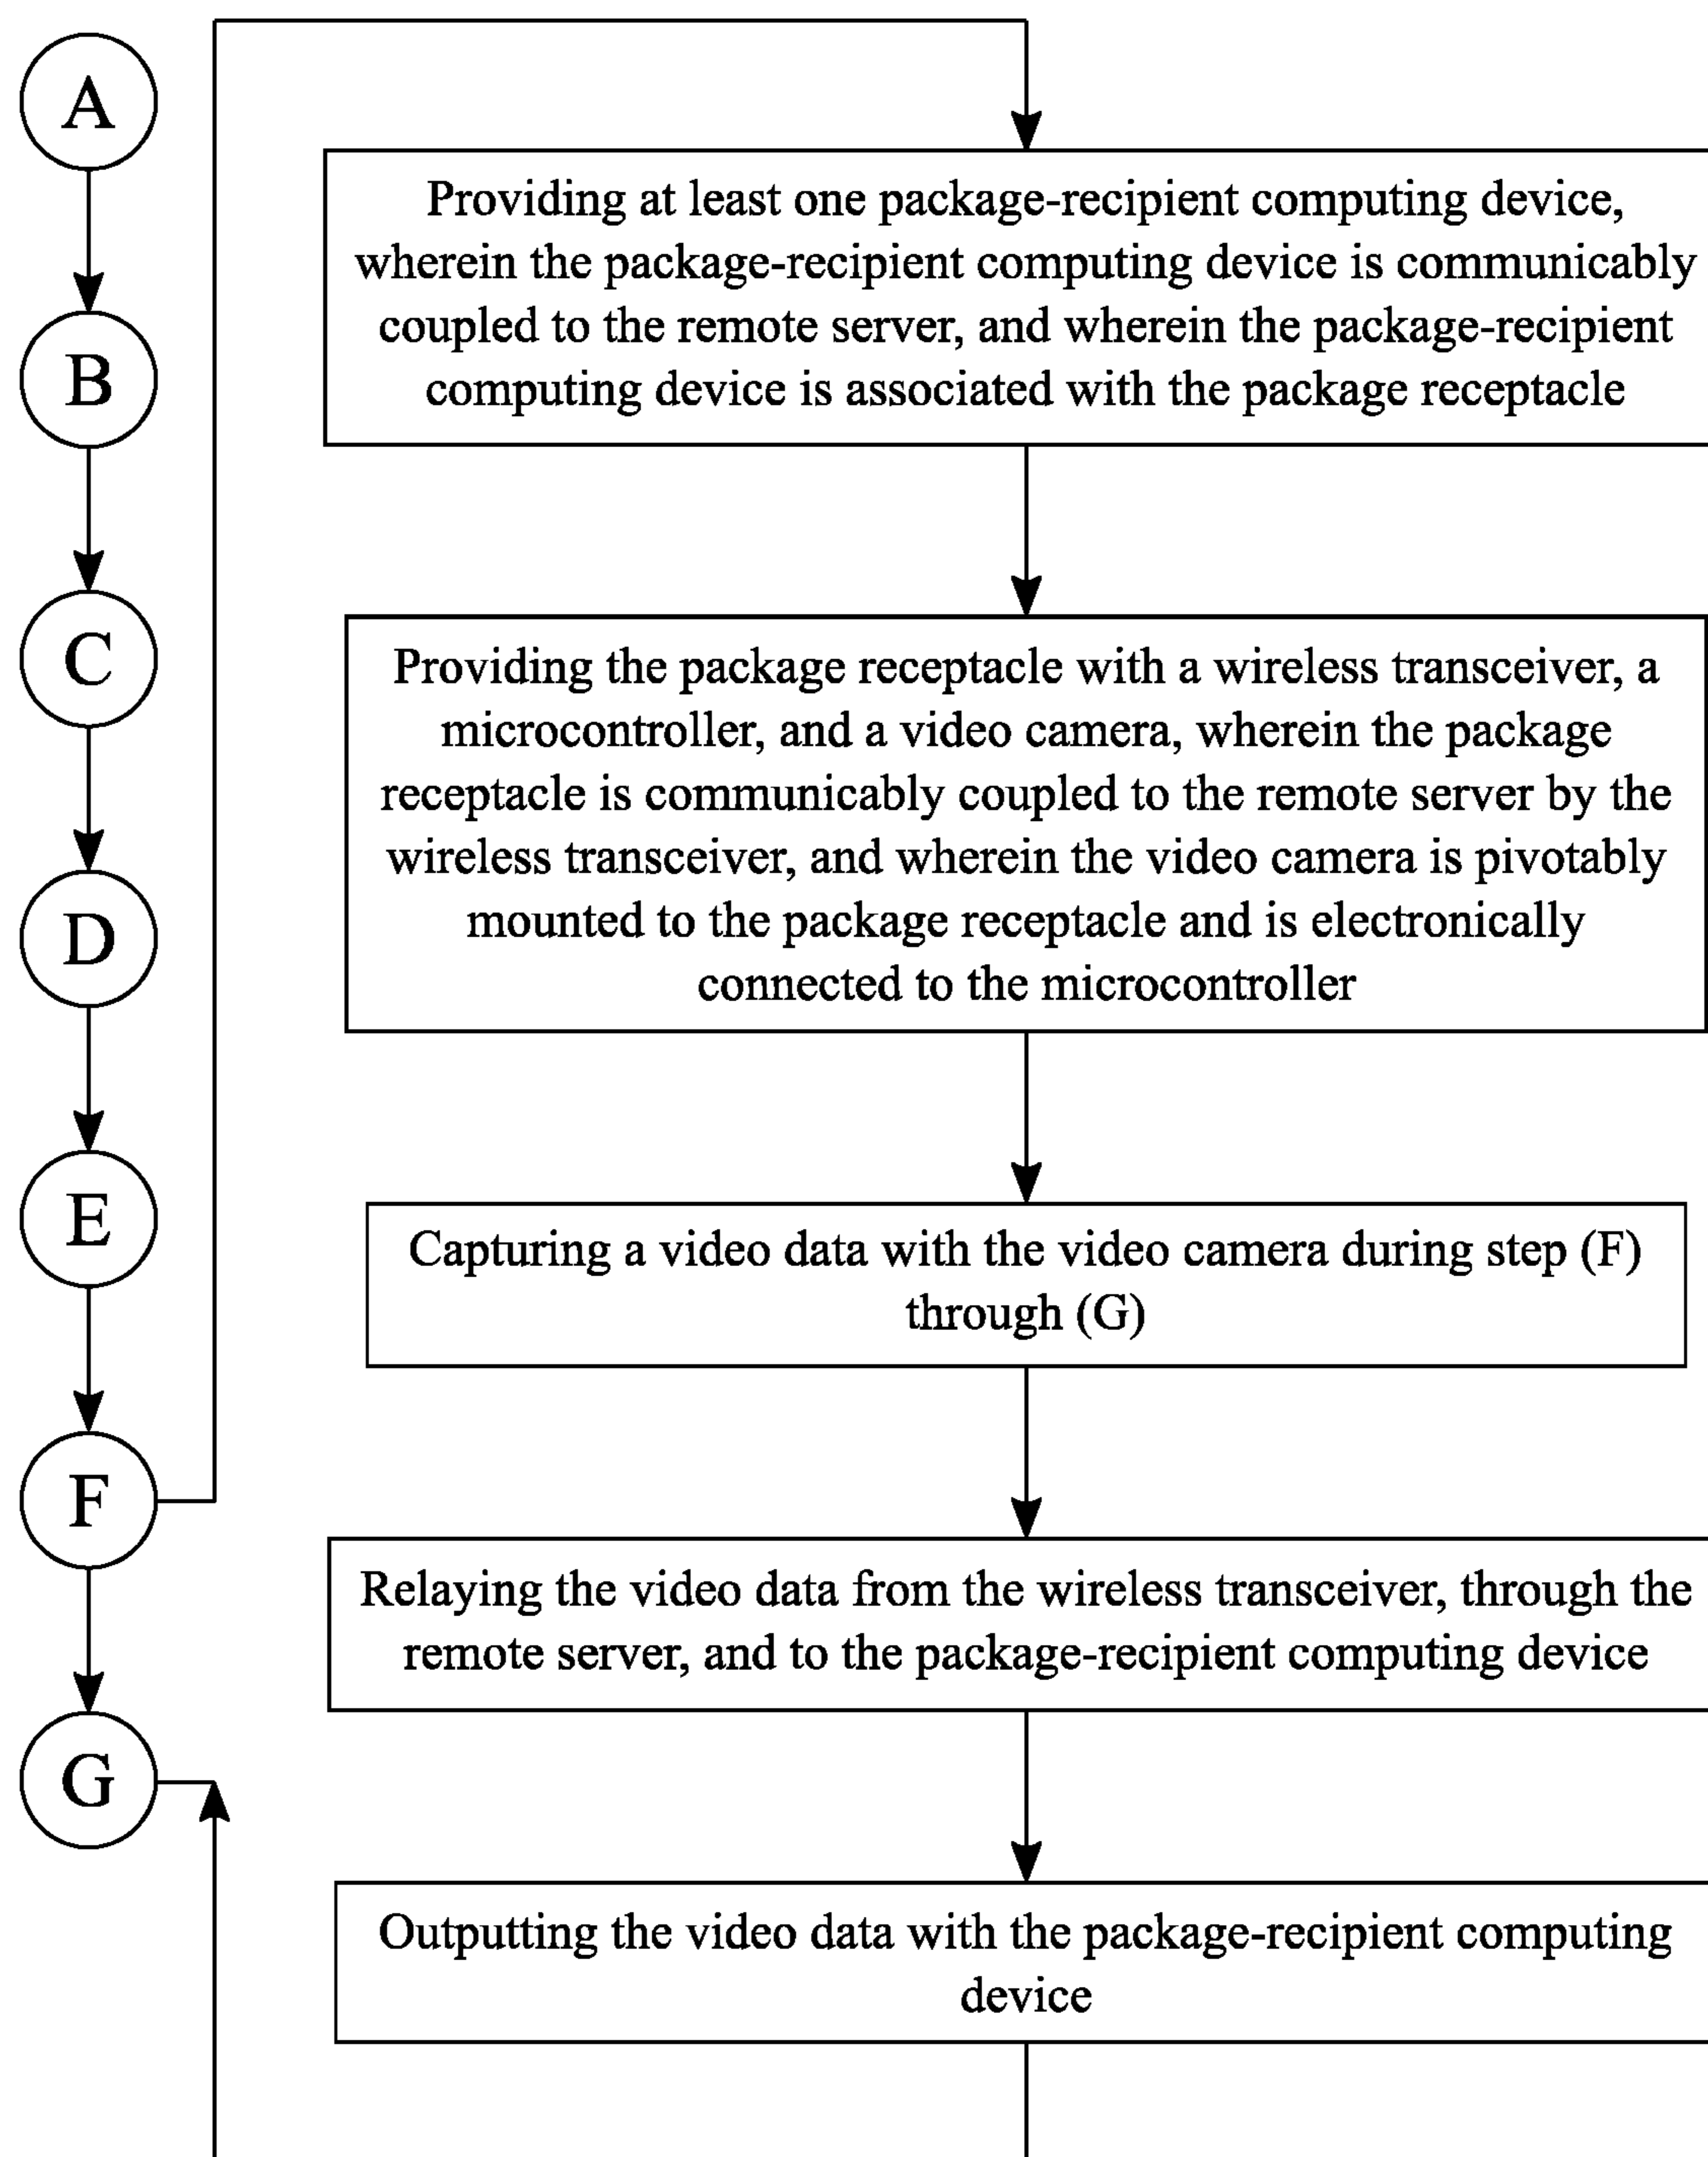 A
B
C
D
E
F
G
Providing at least one package-recipient computing device,
wherein the package-recipient computing device is communicably
coupled to the remote server, and wherein the package-recipient
computing device is associated with the package receptacle
Providing the package receptacle with a wireless transceiver, a
microcontroller, and a video camera, wherein the package
receptacle is communicably coupled to the remote server by the
wireless transceiver, and wherein the video camera is pivotably
mounted to the package receptacle and is electronically
connected to the microcontroller
Capturing a video data with the video camera during step (F)
through (G)
Relaying the video data from the wireless transceiver, through the
remote server, and to the package-recipient computing device
Outputting the video data with the package-recipient computing
device